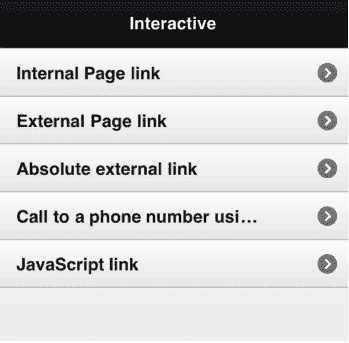 Interactive
Internal Page link
External Page link
Absolute external link
Call to a phone number usi…
JavaScript link